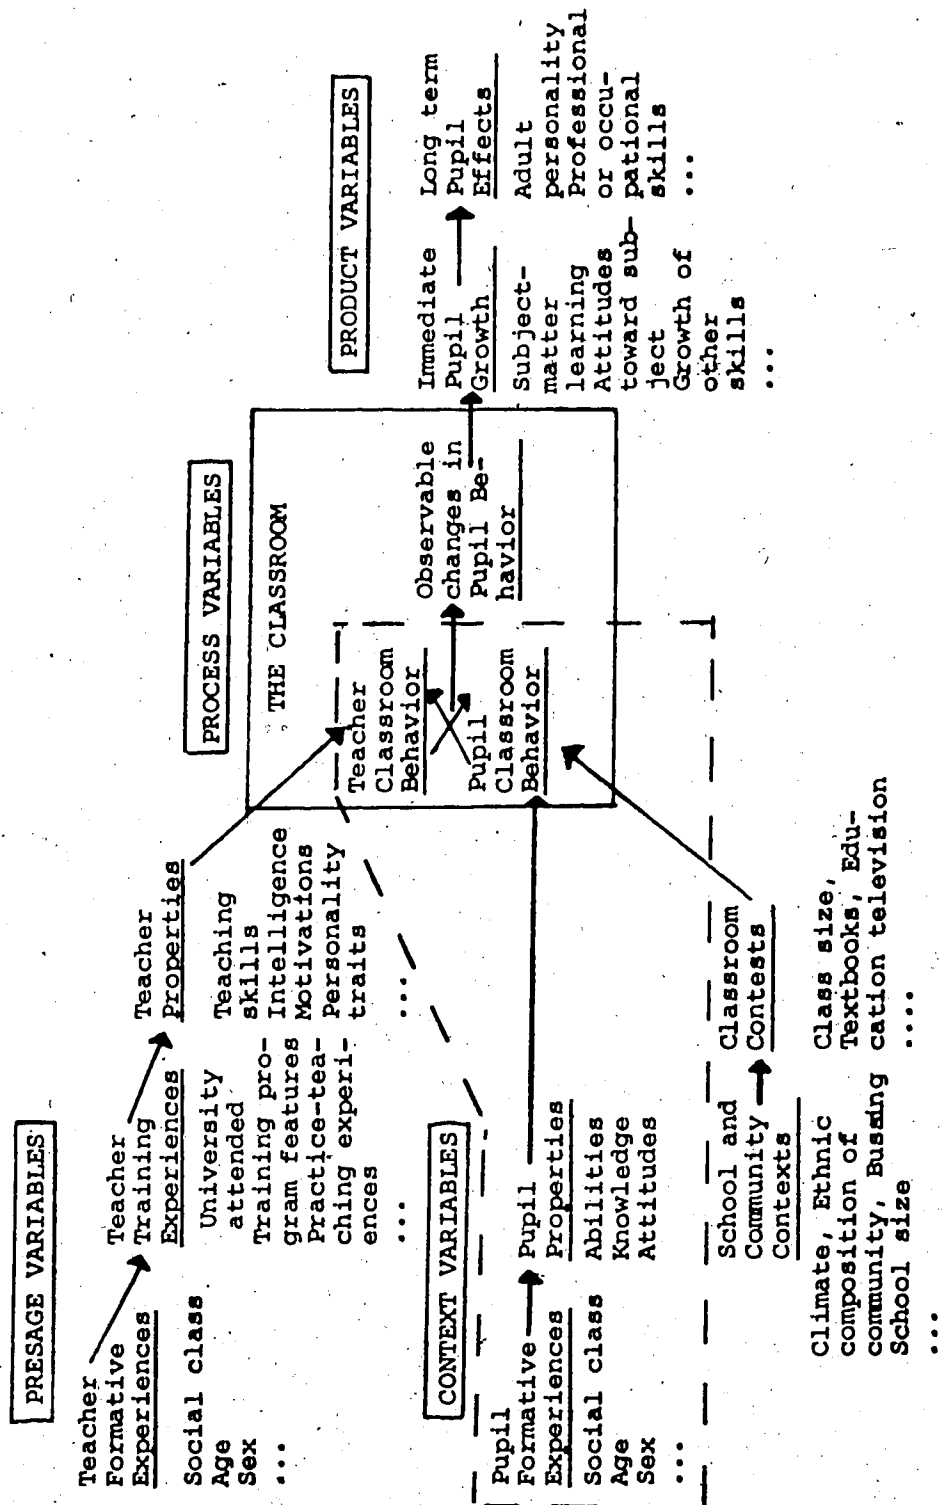 PRESAGE VARIABLES
Teacher
Formative
Experiences
Social class
Age
Sex
...
Teacher
Training
Experiences
University
attended
Training pro-
gram features
Practice-tea-
ching experi-
ences
...
Teacher
Properties
Teaching
skills
Intelligence
Motivations
Personality
traits
...
CONTEXT VARIABLES
Pupil
Formative
Experiences
Social class
Age
Sex
...
Pupil
Properties
Abilities
Knowledge
Attitudes
School and
Community
Contexts
Climate, Ethnic
composition of
community, Bussing
School size
...
Classroom
Contests
Class size,
Textbooks, Edu-
cation television
....
PROCESS VARIABLES
THE CLASSROOM
Teacher
Classroom
Behavior
Pupil
Classroom
Behavior
Observable
changes in
Pupil Be-
havior
PRODUCT VARIABLES
Immediate
Pupil
Growth
Subject-
matter
learning
Attitudes
toward sub-
ject
Growth of
other
skills
...
Long term
Pupil
Effects
Adult
personality
Professional
or occu-
pational
skills
...